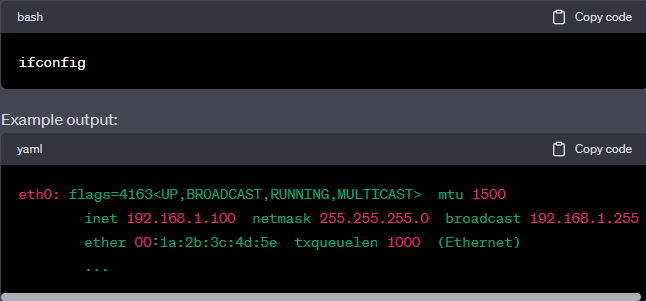 bash Copy code
ifconfig
Example output:
yaml Copy code
eth0: flags=4163<UP,BROADCAST,RUNNING,MULTICAST>  mtu 1500
        inet 192.168.1.100  netmask 255.255.255.0  broadcast 192.168.1.255
        ether 00:1a:2b:3c:4d:5e  txqueuelen 1000  (Ethernet)
        ...